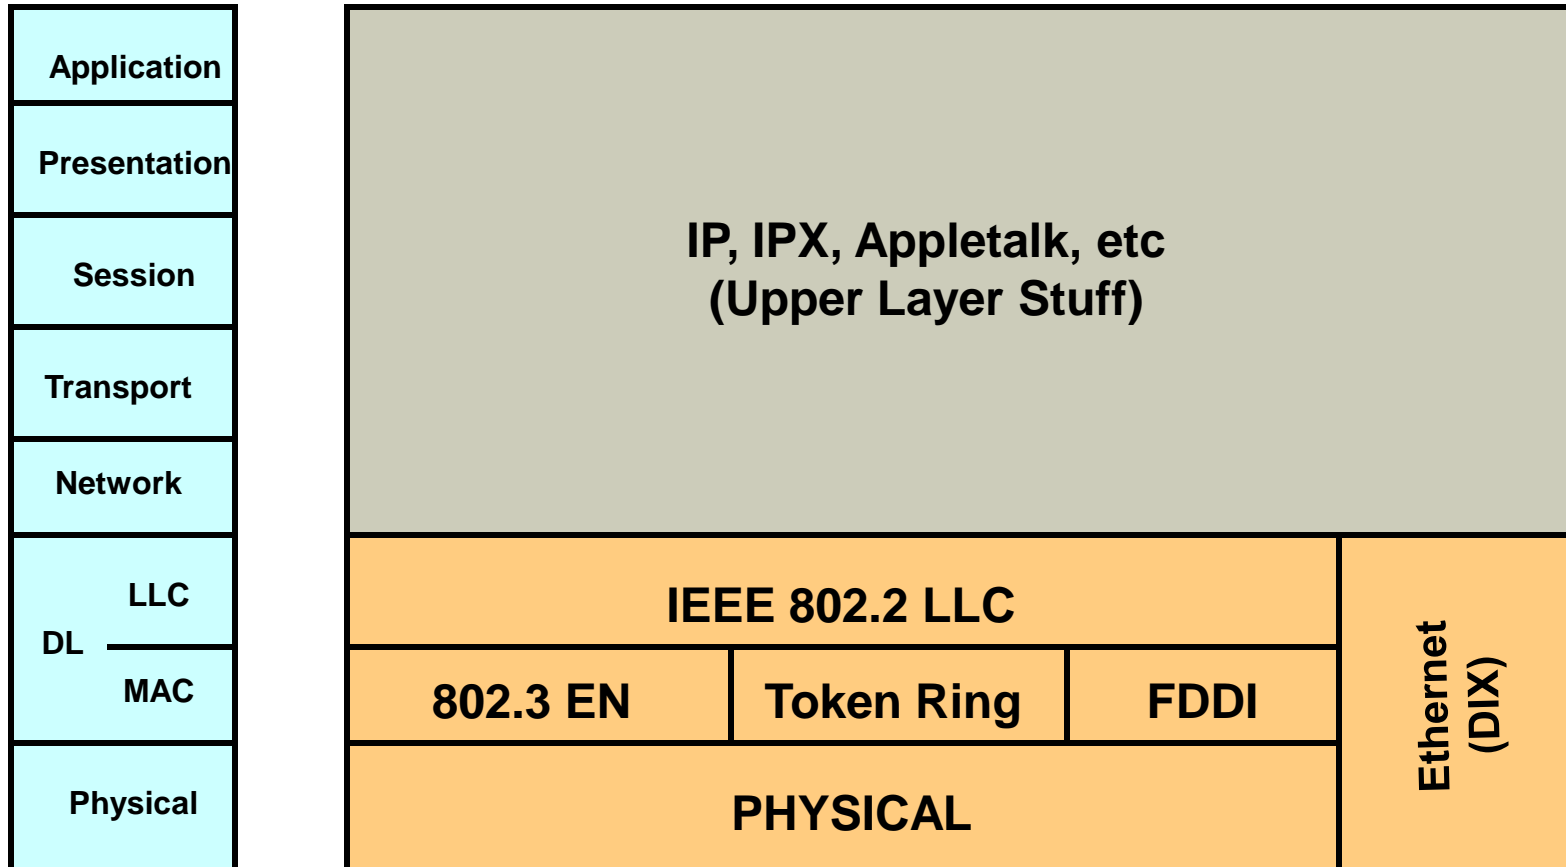 Application
Presentation
Session
Transport
Network
LLC
DL
MAC
Physical
IP, IPX, Appletalk, etc
(Upper Layer Stuff)
IEEE 802.2 LLC
802.3 EN
Token Ring
FDDI
PHYSICAL
Ethernet
(DIX)